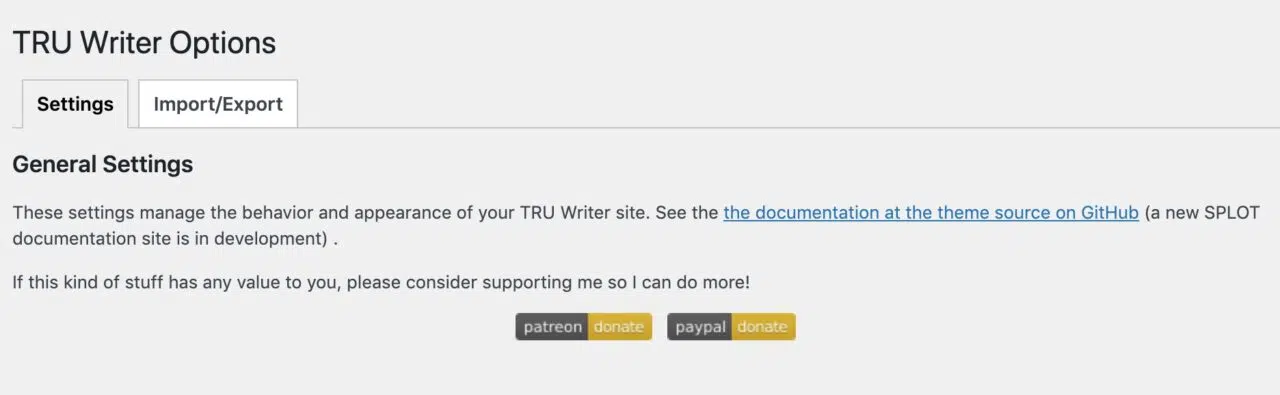 TRU Writer Options
Settings Import/Export
General Settings
These settings manage the behavior and appearance of your TRU Writer site. See the the documentation at the theme source on GitHub (a new SPLOT
documentation site is in development) .
If this kind of stuff has any value to you, please consider supporting me so I can do more!
patreon donate paypal donate